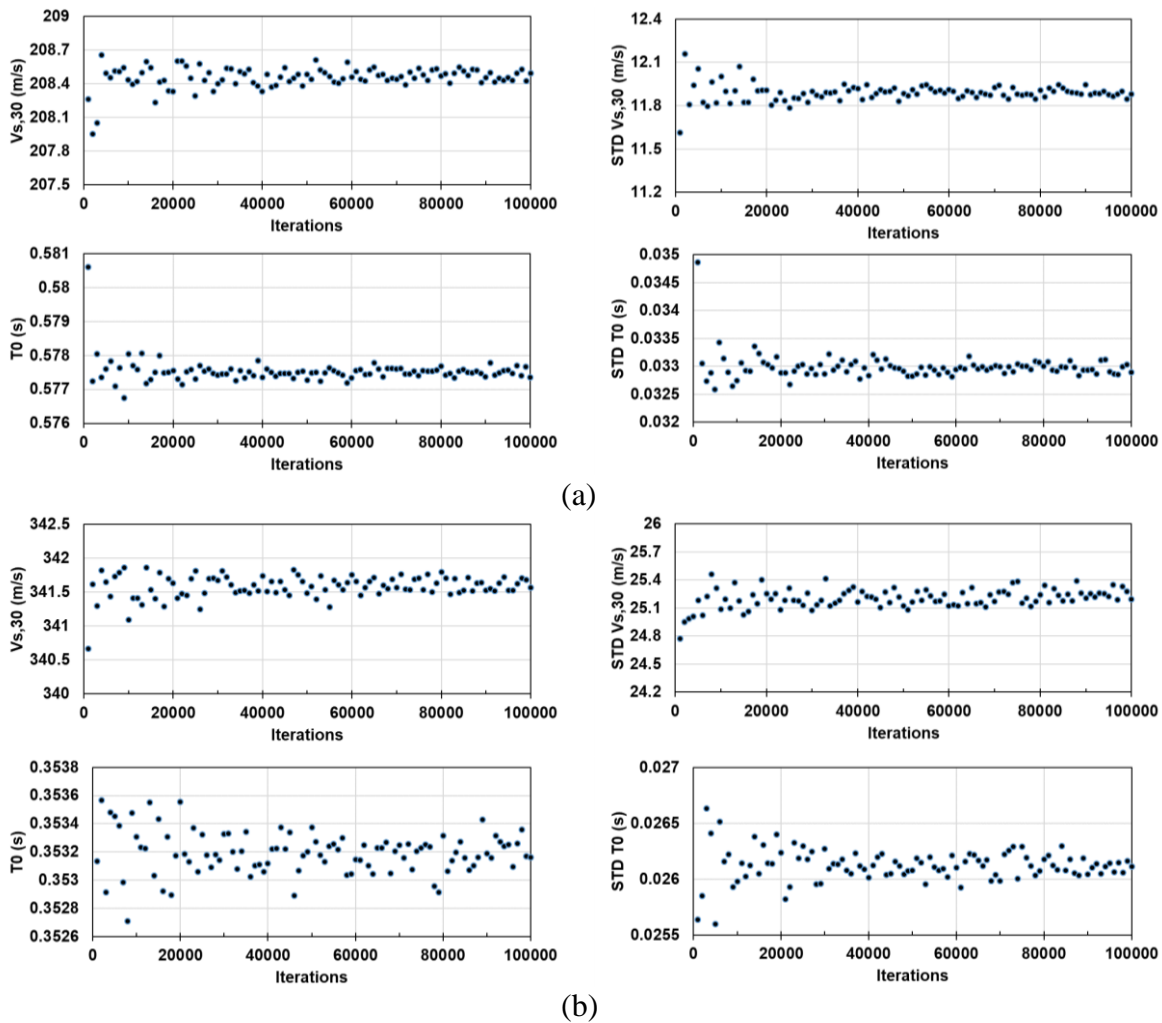 209
208.7
208.4
208.1
207.8
207.5
Vs,30 (m/s)
0 20000 40000 60000 80000 100000
Iterations
12.4
12.1
11.8
11.5
11.2
STD Vs,30 (m/s)
0 20000 40000 60000 80000 100000
Iterations
0.581
0.58
0.579
0.578
0.577
0.576
T0 (s)
0 20000 40000 60000 80000 100000
Iterations
0.035
0.0345
0.034
0.0335
0.033
0.0325
0.032
STD T0 (s)
0 20000 40000 60000 80000 100000
Iterations
(a)
342.5
342
341.5
341
340.5
340
Vs,30 (m/s)
0 20000 40000 60000 80000 100000
Iterations
26
25.7
25.4
25.1
24.8
24.5
24.2
STD Vs,30 (m/s)
0 20000 40000 60000 80000 100000
Iterations
0.3538
0.3536
0.3534
0.3532
0.353
0.3528
0.3526
T0 (s)
0 20000 40000 60000 80000 100000
Iterations
0.027
0.0265
0.026
0.0255
STD T0 (s)
0 20000 40000 60000 80000 100000
Iterations
(b)